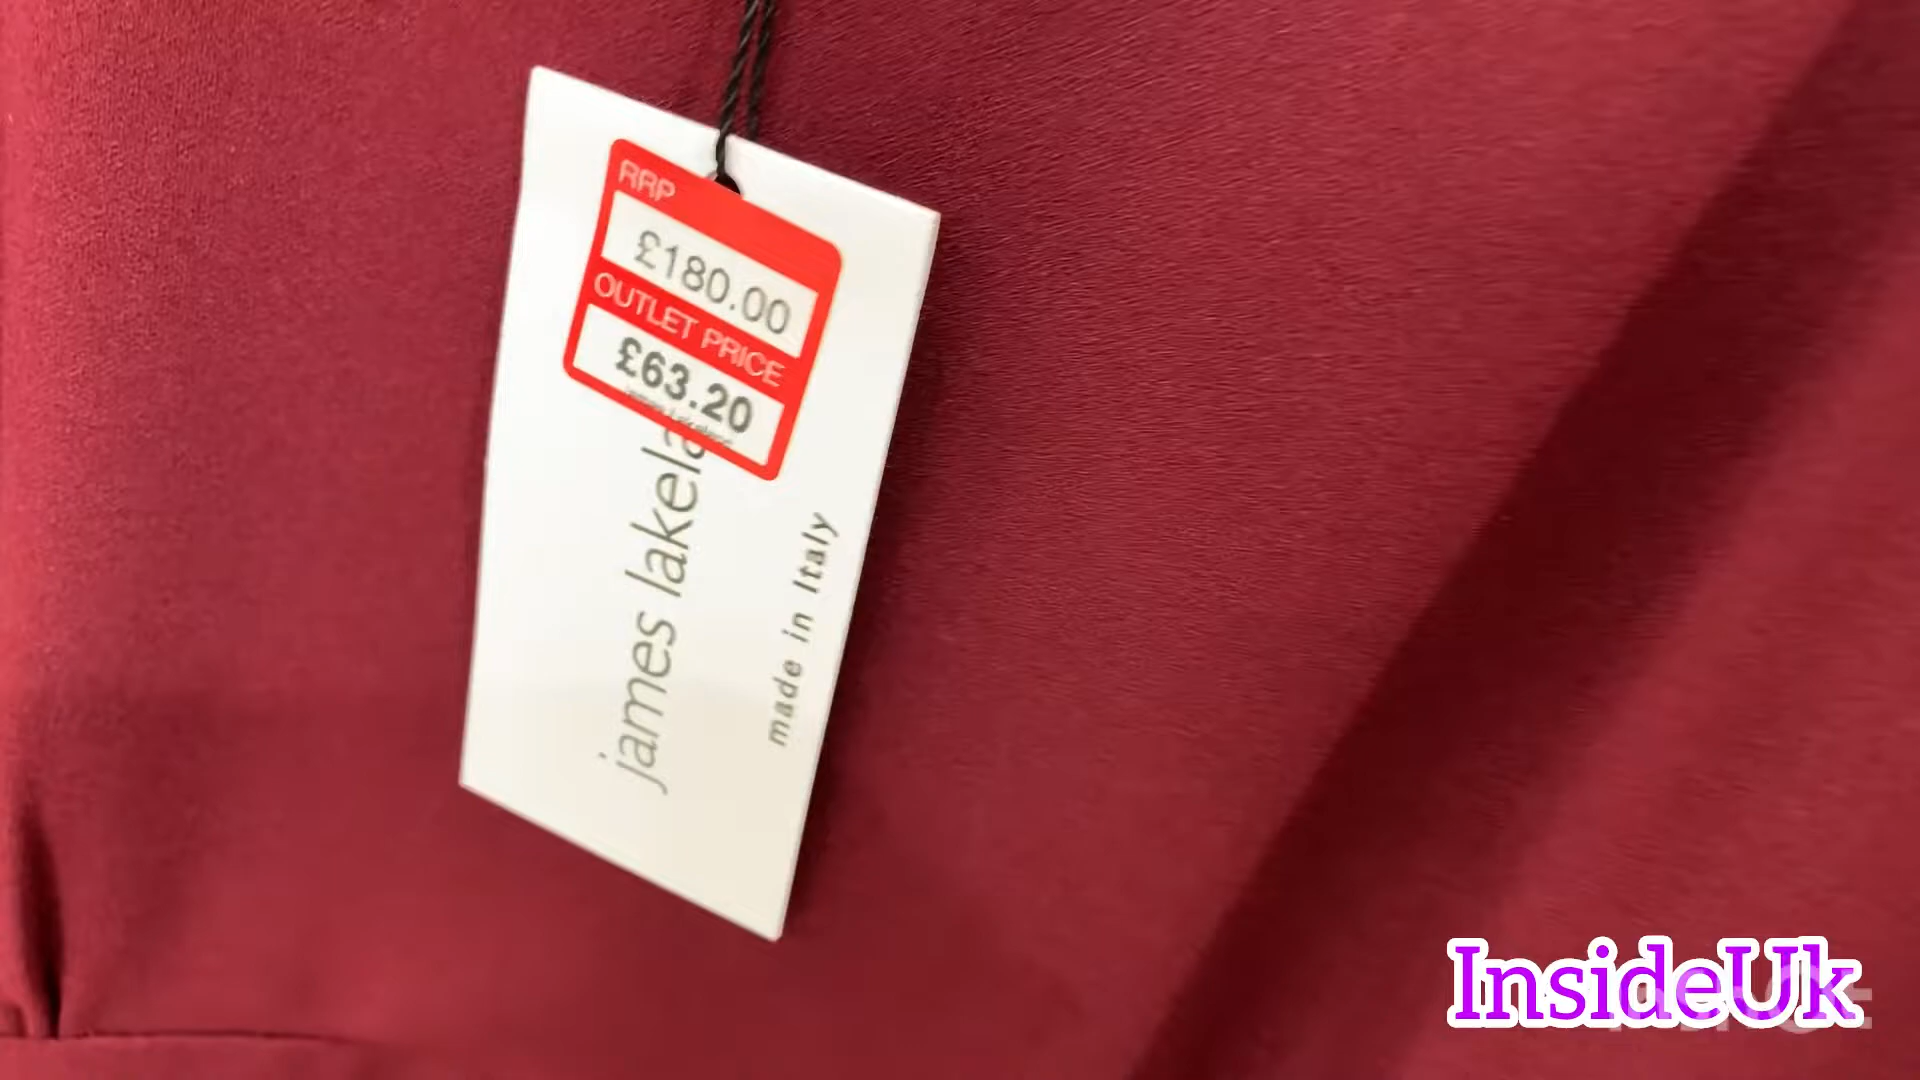 RRP
£180.00
OUTLET PRICE
£63.20
james lakela
made in Italy
InsideUk